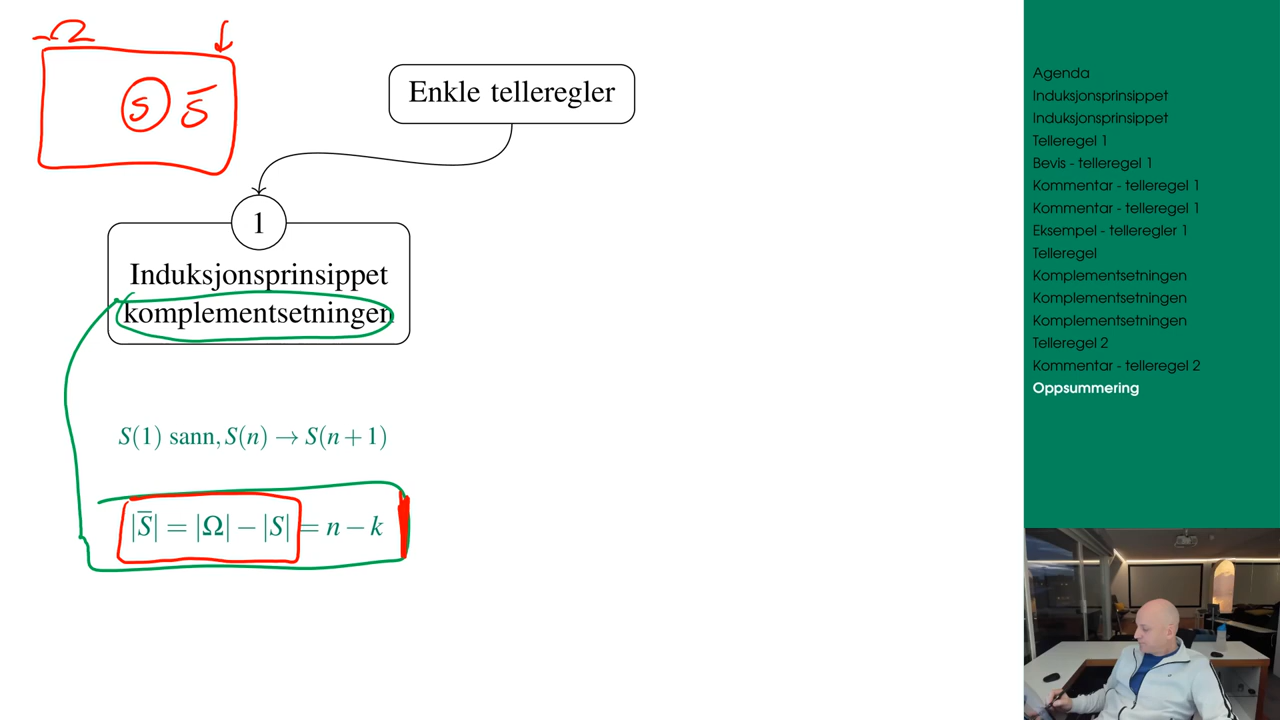 Ω
S S̄
Enkle telleregler
1
Induksjonsprinsippet
komplementsetningen
S(1) sann, S(n) → S(n+1)
|S̄| = |Ω| − |S| = n − k
Agenda
Induksjonsprinsippet
Induksjonsprinsippet
Telleregel 1
Bevis - telleregel 1
Kommentar - telleregel 1
Kommentar - telleregel 1
Eksempel - telleregler 1
Telleregel
Komplementsetningen
Komplementsetningen
Komplementsetningen
Telleregel 2
Kommentar - telleregel 2
Oppsummering